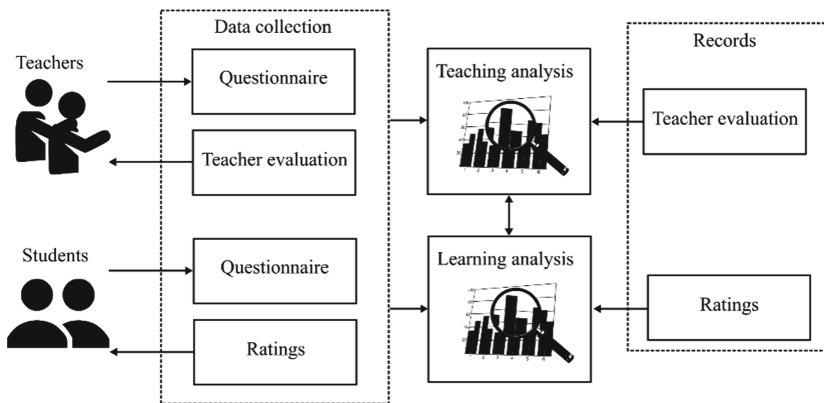 Data collection
Records
Teachers
Questionnaire
Teacher evaluation
Teaching analysis
Teacher evaluation
Students
Questionnaire
Ratings
Learning analysis
Ratings